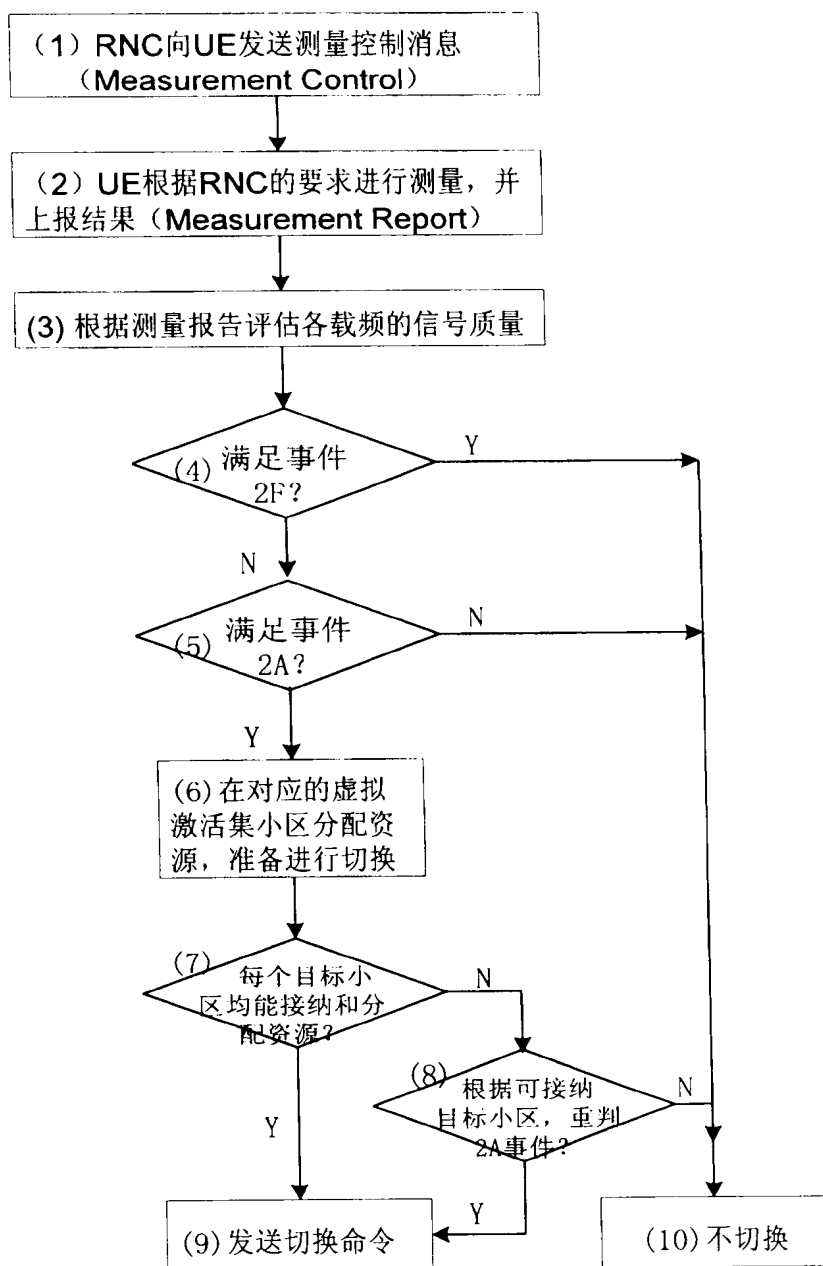 （1）RNC向UE发送测量控制消息
（Measurement Control）
（2）UE根据RNC的要求进行测量，并
上报结果（Measurement Report）
(3) 根据测量报告评估各载频的信号质量
(4) 满足事件
2F？
Y
N
(5) 满足事件
2A？
N
Y
(6) 在对应的虚拟
激活集小区分配资
源，准备进行切换
(7) 每个目标小
区均能接纳和分
配资源？
N
Y
(8) 根据可接纳
目标小区，重判
2A事件？
N
Y
(9) 发送切换命令
(10) 不切换